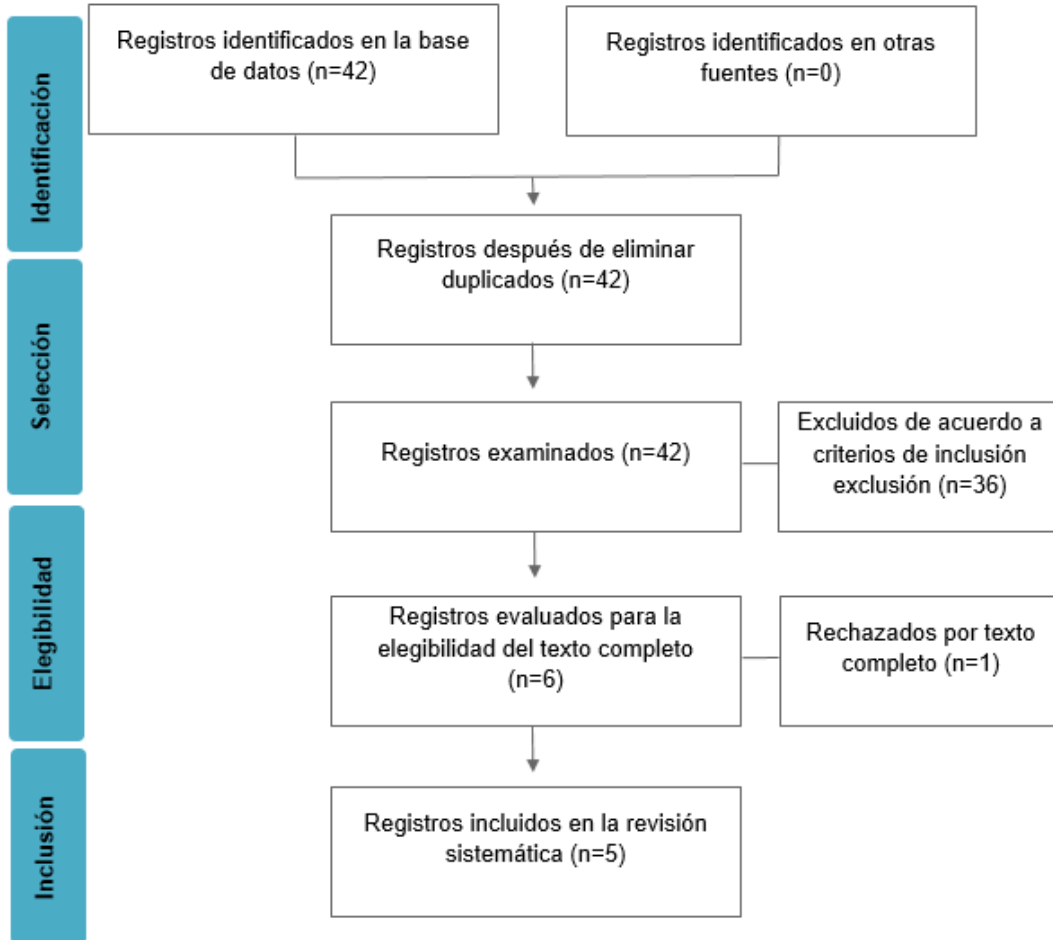 Identificación
Registros identificados en la base
de datos (n=42)
Registros identificados en otras
fuentes (n=0)
Selección
Registros después de eliminar
duplicados (n=42)
Registros examinados (n=42)
Excluidos de acuerdo a
criterios de inclusión
exclusión (n=36)
Elegibilidad
Registros evaluados para la
elegibilidad del texto completo
(n=6)
Rechazados por texto
completo (n=1)
Inclusión
Registros incluidos en la revisión
sistemática (n=5)